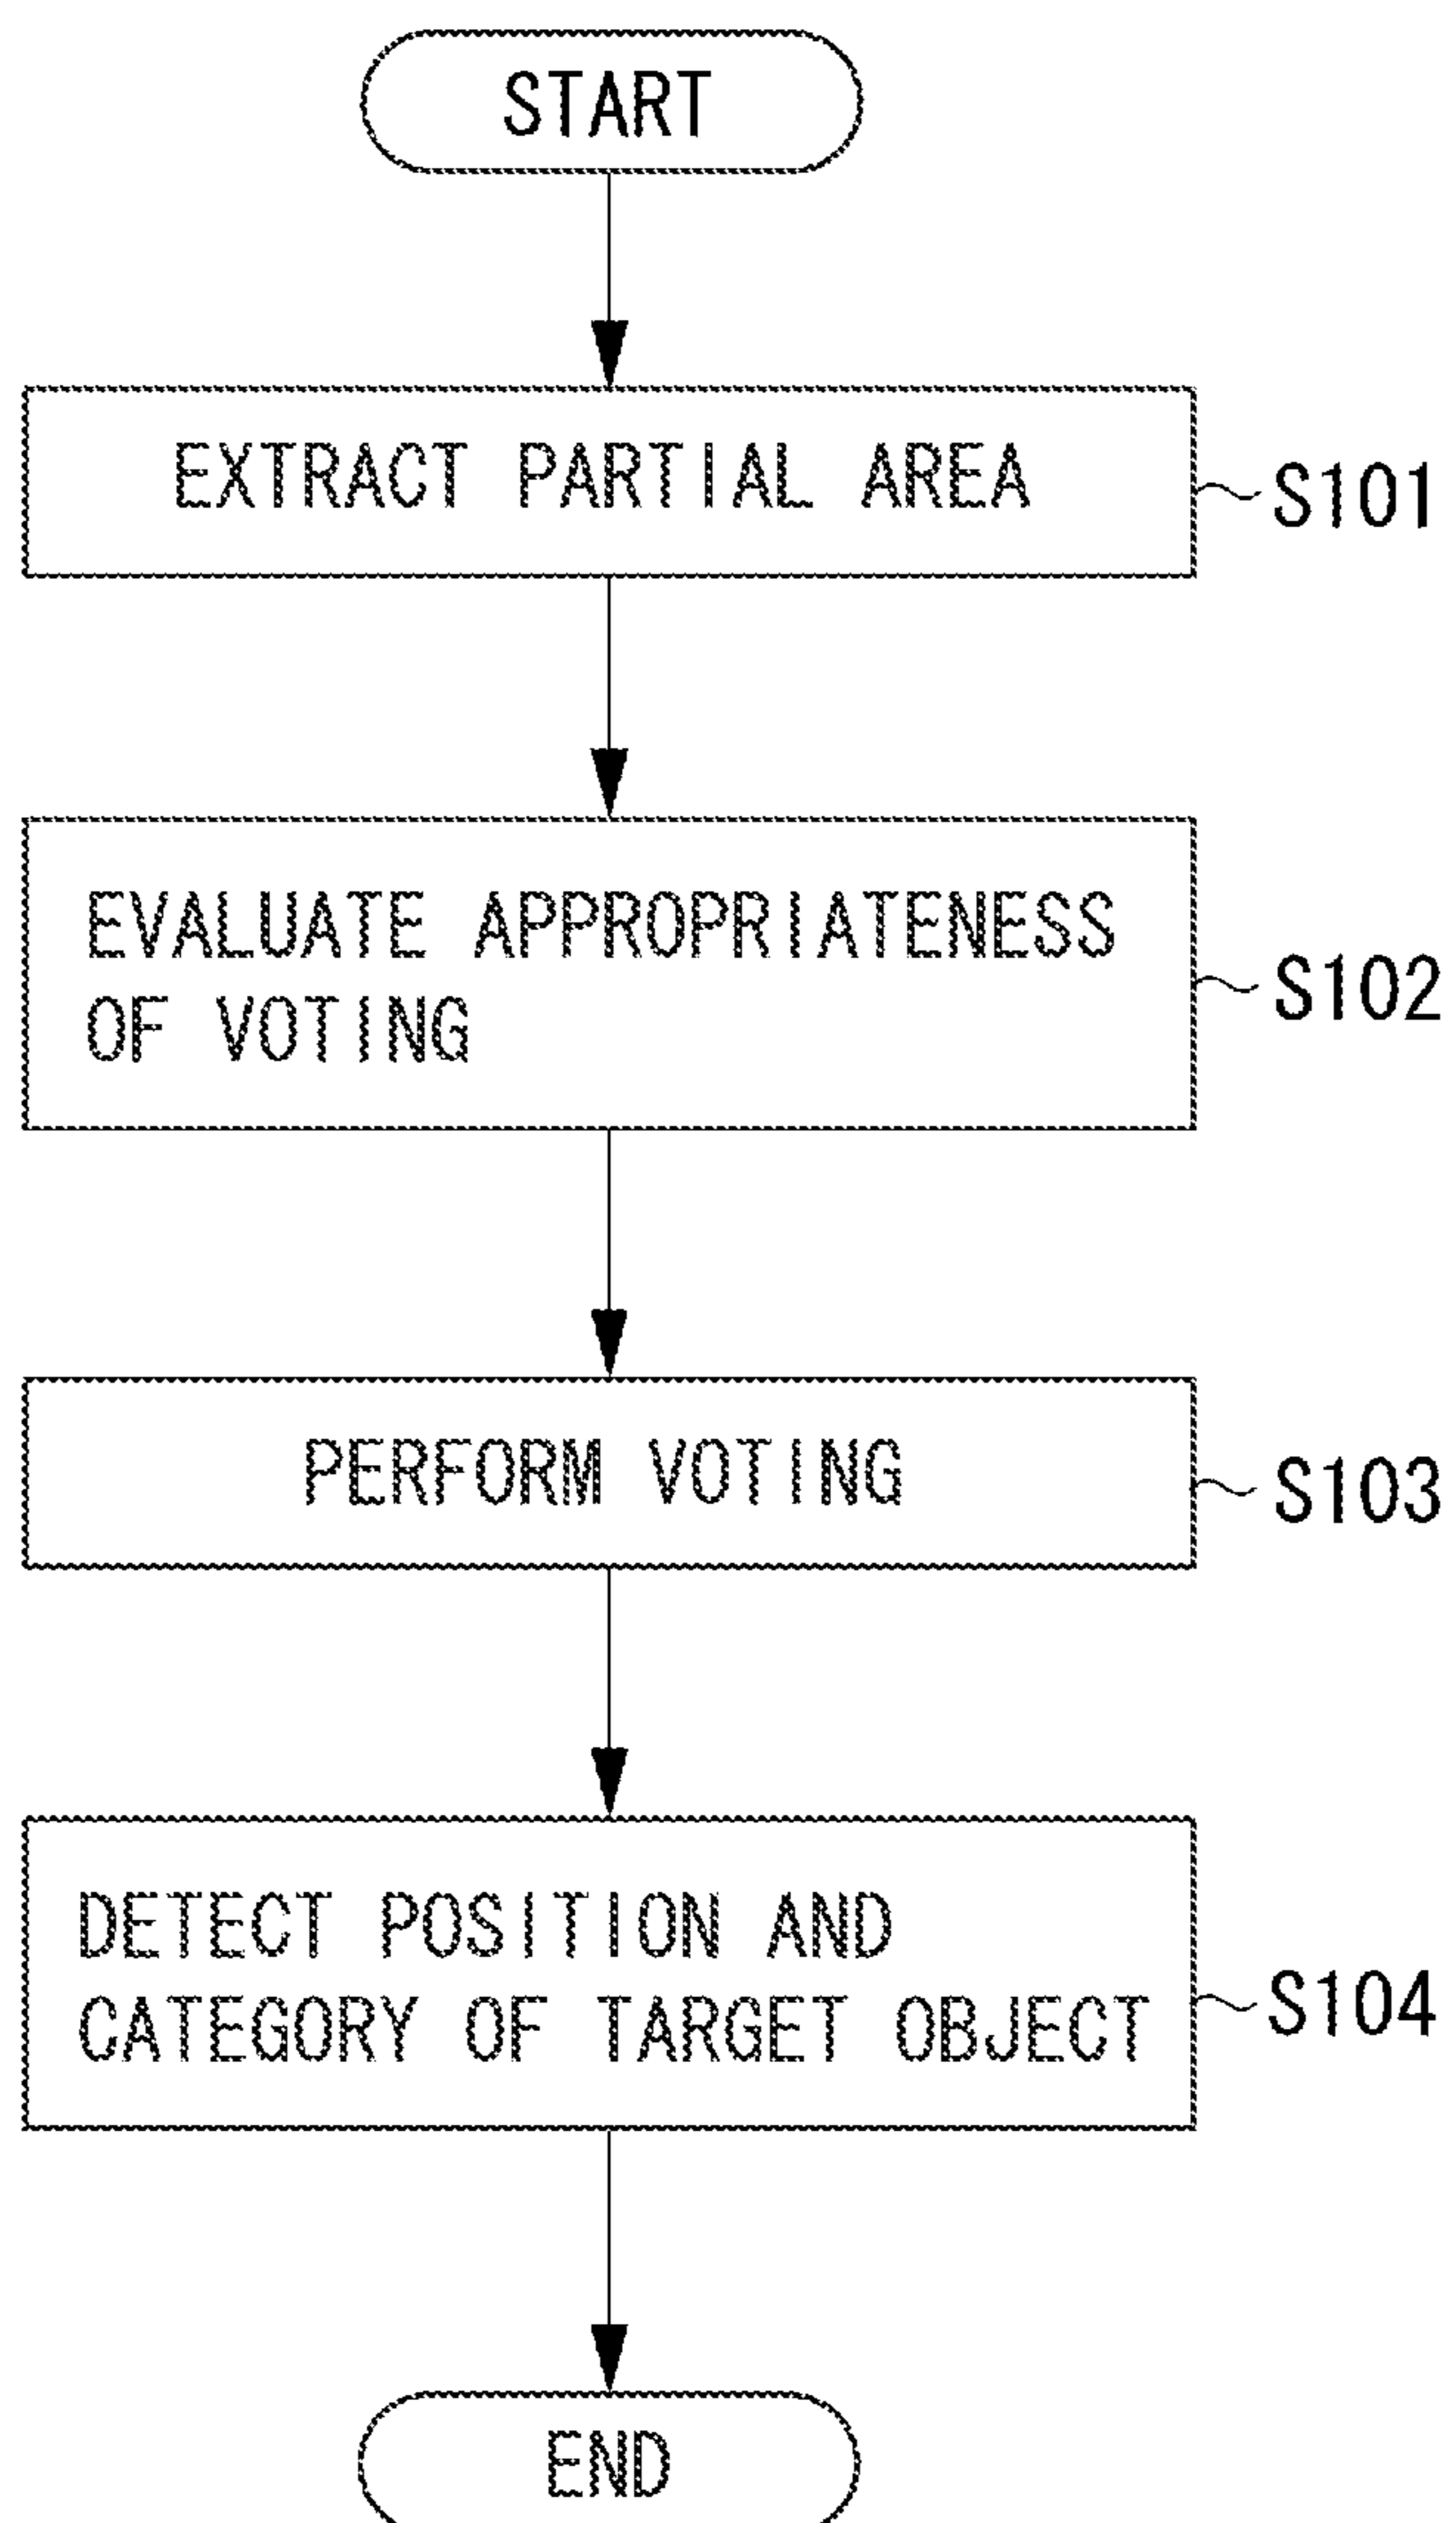 START
EXTRACT PARTIAL AREA
S101
EVALUATE APPROPRIATENESS
OF VOTING
S102
PERFORM VOTING
S103
DETECT POSITION AND
CATEGORY OF TARGET OBJECT
S104
END